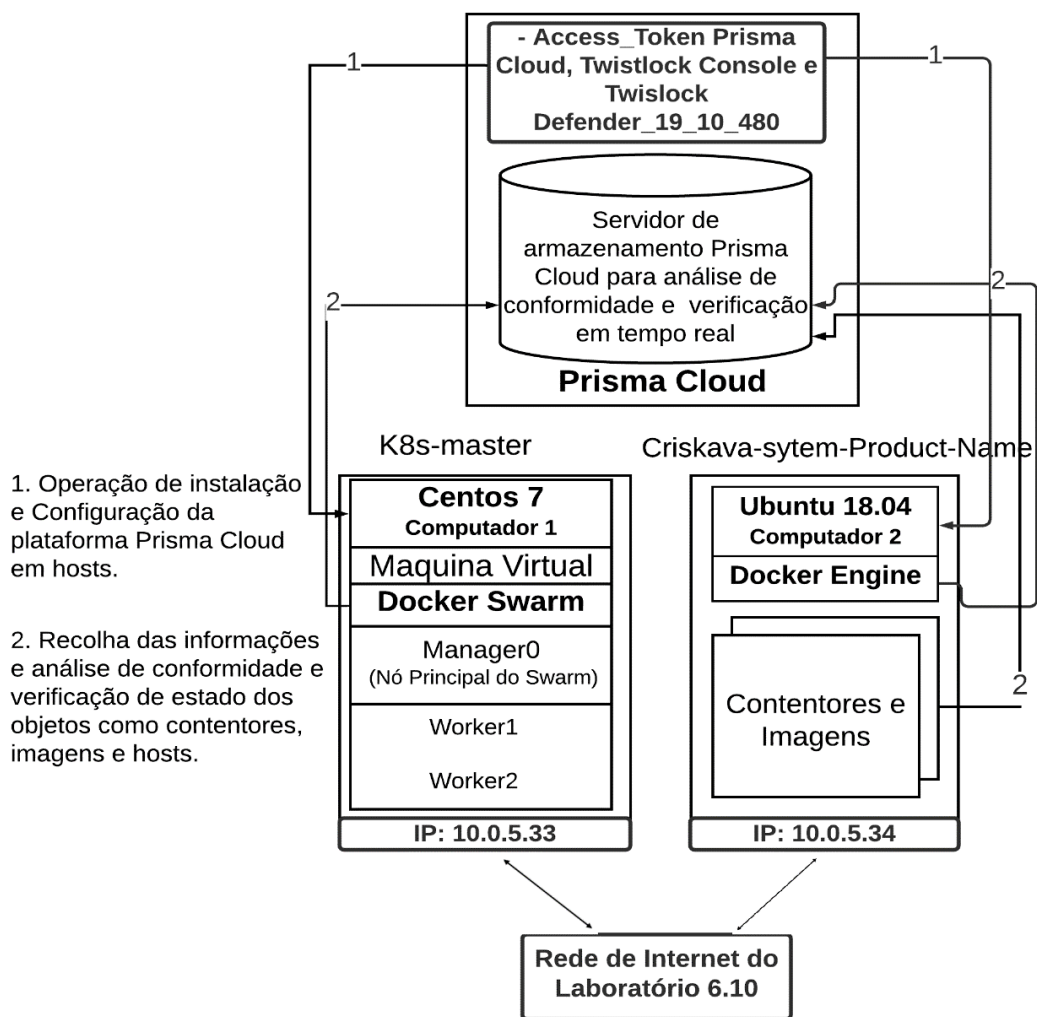 - Access_Token Prisma
Cloud, Twistlock Console e
Twislock
Defender_19_10_480
1
1
Servidor de
armazenamento Prisma
Cloud para análise de
conformidade e verificação
em tempo real
2
2
Prisma Cloud
K8s-master
Criskava-sytem-Product-Name
1. Operação de instalação
e Configuração da
plataforma Prisma Cloud
em hosts.
2. Recolha das informações
e análise de conformidade e
verificação de estado dos
objetos como contentores,
imagens e hosts.
Centos 7
Computador 1
Maquina Virtual
Docker Swarm
Manager0
(Nó Principal do Swarm)
Worker1
Worker2
IP: 10.0.5.33
Ubuntu 18.04
Computador 2
Docker Engine
Contentores e
Imagens
2
IP: 10.0.5.34
Rede de Internet do
Laboratório 6.10